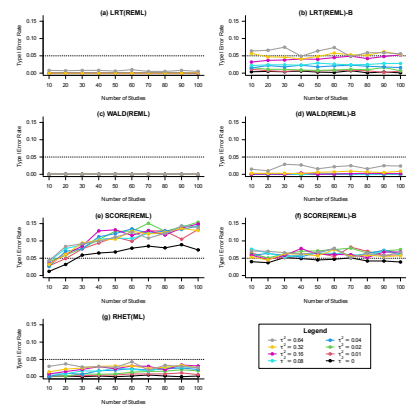 (a) LRT(REML)
Type I Error Rate
0.15
0.10
0.05
0.00
10 20 30 40 50 60 70 80 90 100
Number of Studies
(b) LRT(REML)-B
Type I Error Rate
0.15
0.10
0.05
0.00
10 20 30 40 50 60 70 80 90 100
Number of Studies
(c) WALD(REML)
Type I Error Rate
0.15
0.10
0.05
0.00
10 20 30 40 50 60 70 80 90 100
Number of Studies
(d) WALD(REML)-B
Type I Error Rate
0.15
0.10
0.05
0.00
10 20 30 40 50 60 70 80 90 100
Number of Studies
(e) SCORE(REML)
Type I Error Rate
0.15
0.10
0.05
0.00
10 20 30 40 50 60 70 80 90 100
Number of Studies
(f) SCORE(REML)-B
Type I Error Rate
0.15
0.10
0.05
0.00
10 20 30 40 50 60 70 80 90 100
Number of Studies
(g) RHET(ML)
Type I Error Rate
0.15
0.10
0.05
0.00
10 20 30 40 50 60 70 80 90 100
Number of Studies
Legend
τ² = 0.64 τ² = 0.04
τ² = 0.32 τ² = 0.02
τ² = 0.16 τ² = 0.01
τ² = 0.08 τ² = 0